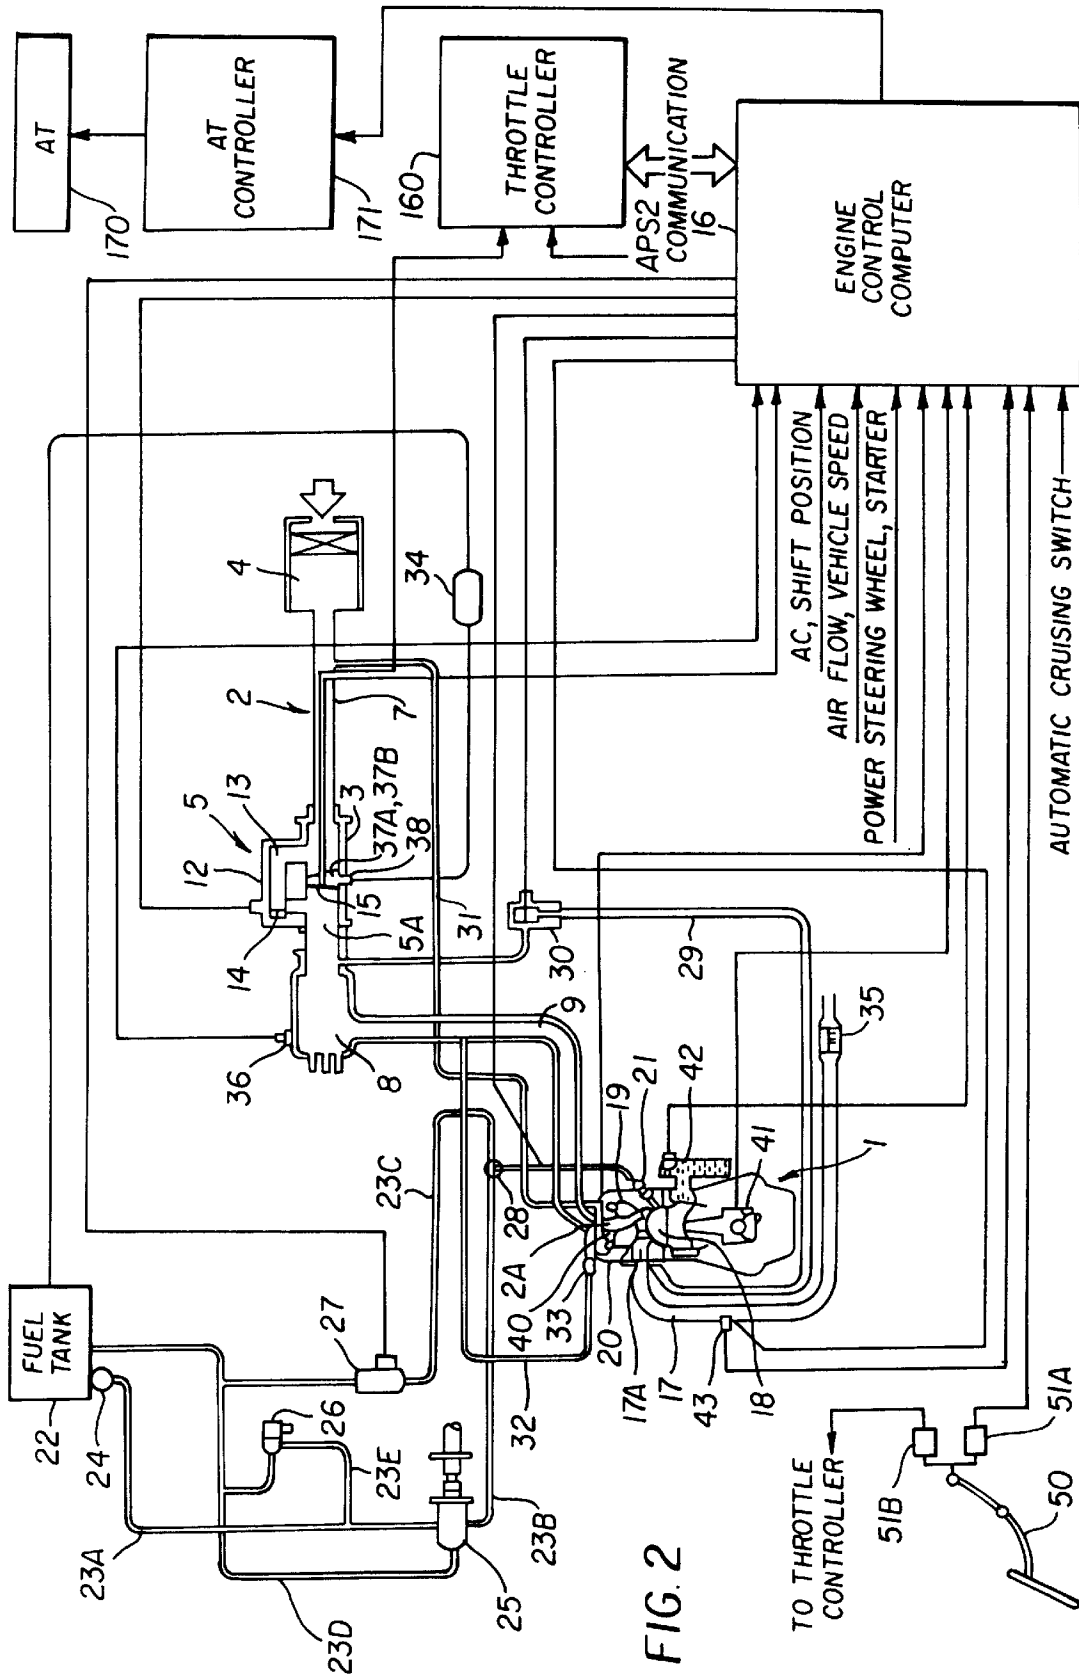 AT
170
AT
CONTROLLER
171
THROTTLE
CONTROLLER
160
APS2
COMMUNICATION
16
ENGINE
CONTROL
COMPUTER
AC, SHIFT POSITION
AIR FLOW, VEHICLE SPEED
POWER STEERING WHEEL, STARTER
AUTOMATIC CRUISING SWITCH
4
34
2
7
5
13
12
3
37A, 37B
38
14
15
5A
31
30
29
36
8
9
35
FUEL
TANK
22
24
27
26
23A
23C
23E
23D
25
23B
32
28
2A
40
33
20
19
21
42
41
1
17A
17
43
18
51A
51B
50
TO THROTTLE
CONTROLLER
FIG. 2